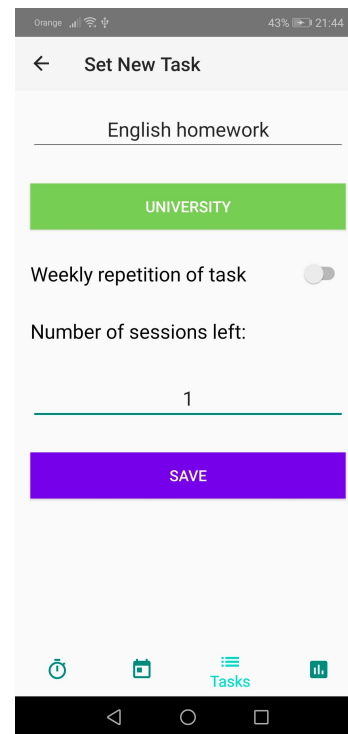 Orange 43% 21:44
Set New Task
English homework
UNIVERSITY
Weekly repetition of task
Number of sessions left:
1
SAVE
Tasks